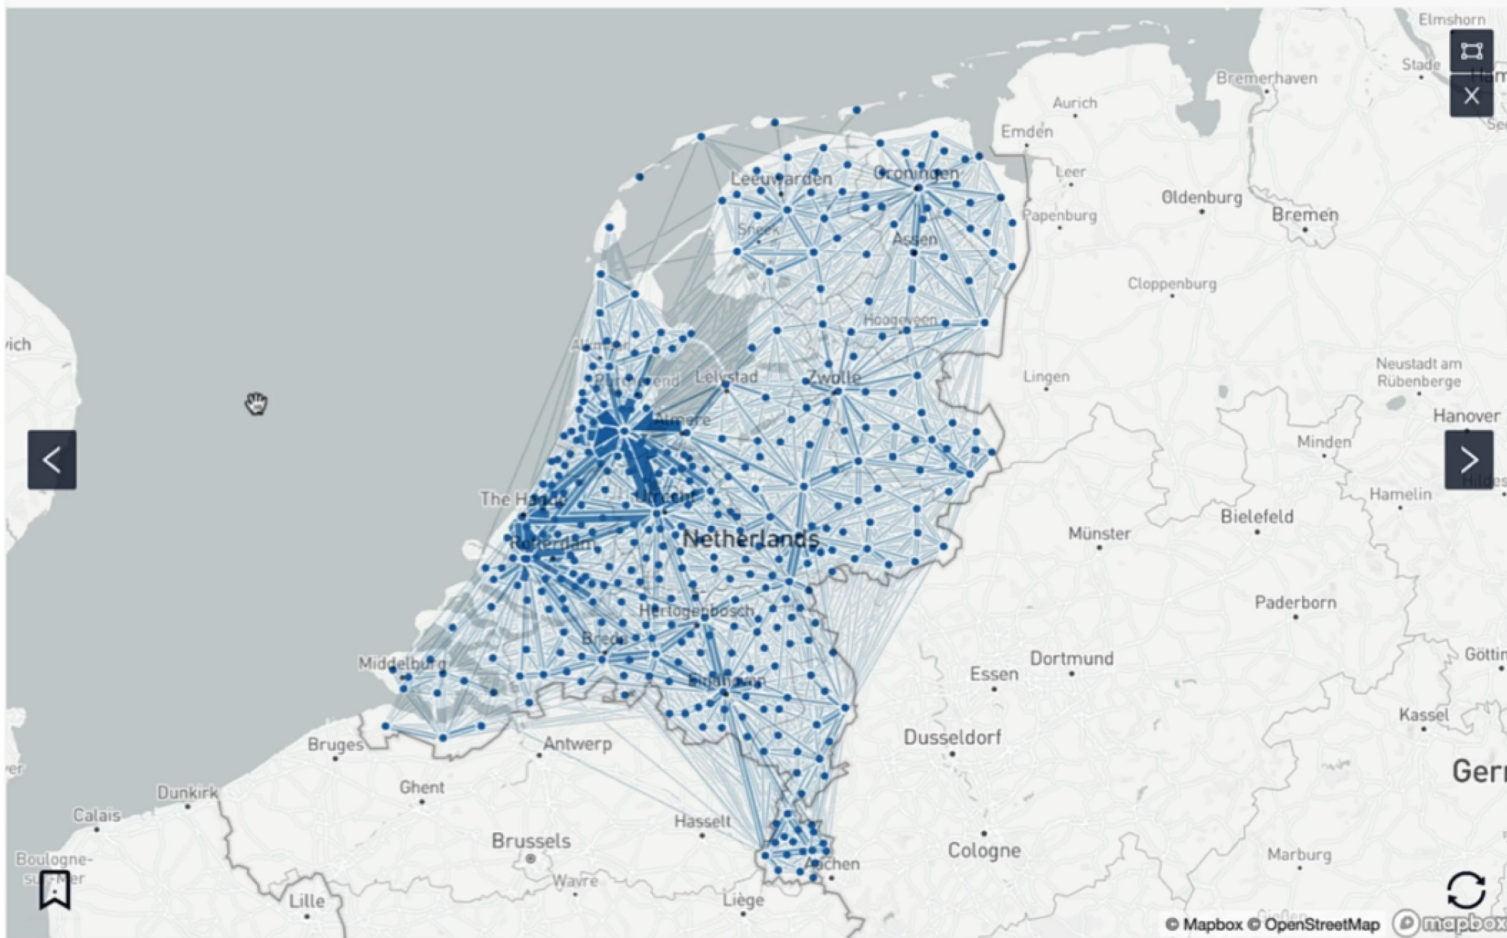 Elmshorn
Stade
Bremerhaven
Aurich
Emden
Leer
Leeuwarden
Groningen
Oldenburg
Papenburg
Bremen
Sneek
Assen
Cloppenburg
Hoogeveen
Neustadt am
Rübenberge
Lelystad
Zwolle
Lingen
Almere
Hanover
Minden
The Hague
Utrecht
Hamelin
Bielefeld
Netherlands
Münster
Rotterdam
Hertogenbosch
Paderborn
Breda
Middelburg
Dortmund
Essen
Eindhoven
Kassel
Bruges
Antwerp
Dusseldorf
Ghent
Dunkirk
Calais
Hasselt
Brussels
Cologne
Marburg
Boulogne-
Aachen
Wavre
Lille
Liège
© Mapbox © OpenStreetMap
mapbox